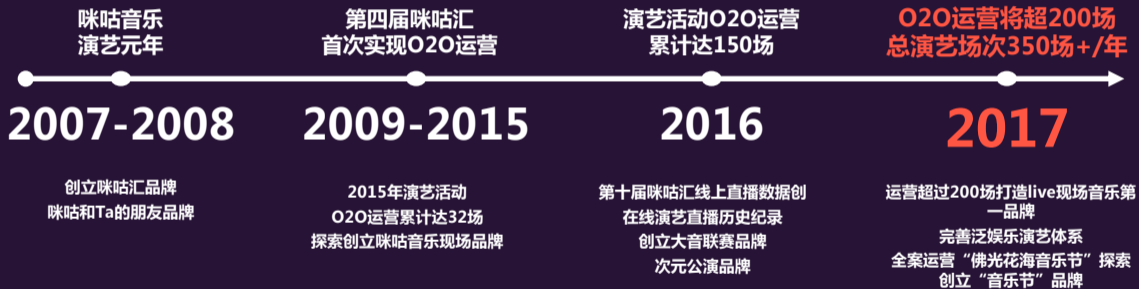 咪咕音乐
演艺元年
2007-2008
创立咪咕汇品牌
咪咕和Ta的朋友品牌
第四届咪咕汇
首次实现O2O运营
2009-2015
2015年演艺活动
O2O运营累计达32场
探索创立咪咕音乐现场品牌
演艺活动O2O运营
累计达150场
2016
第十届咪咕汇线上直播数据创
在线演艺直播历史纪录
创立大音联赛品牌
次元公演品牌
O2O运营将超200场
总演艺场次350场+/年
2017
运营超过200场打造live现场音乐第
一品牌
完善泛娱乐演艺体系
全案运营“佛光花海音乐节”探索
创立“音乐节”品牌